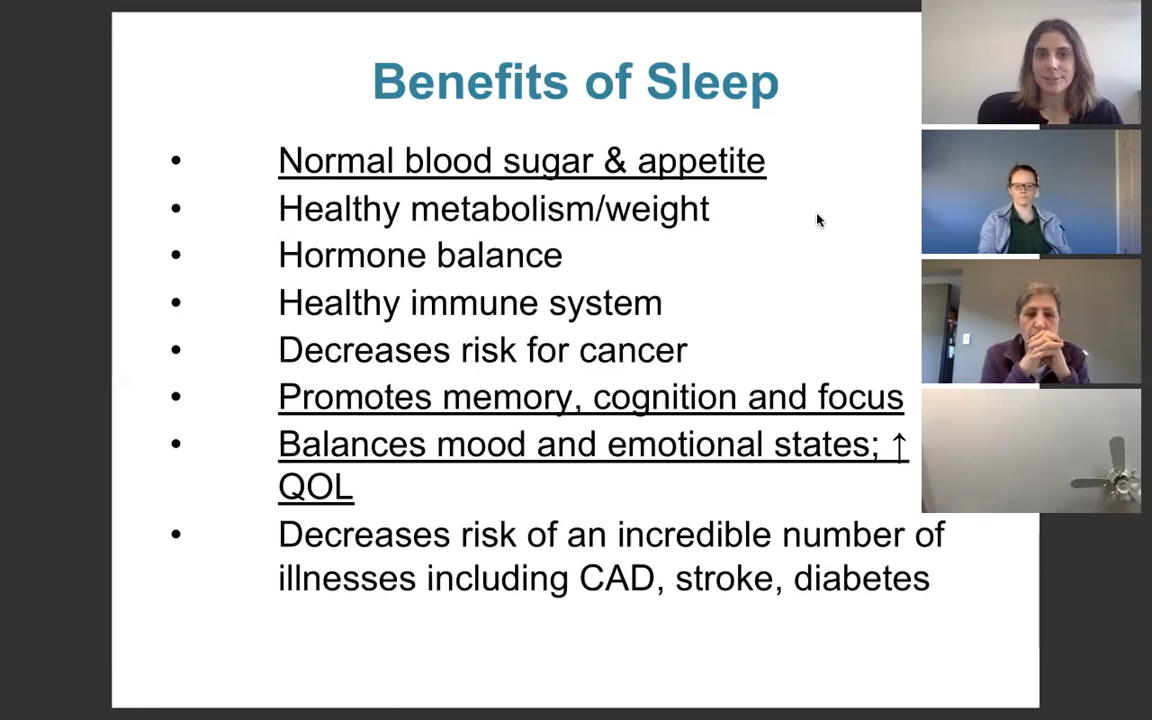 Benefits of Sleep
• Normal blood sugar & appetite
• Healthy metabolism/weight
• Hormone balance
• Healthy immune system
• Decreases risk for cancer
• Promotes memory, cognition and focus
• Balances mood and emotional states; ↑
QOL
• Decreases risk of an incredible number of
illnesses including CAD, stroke, diabetes